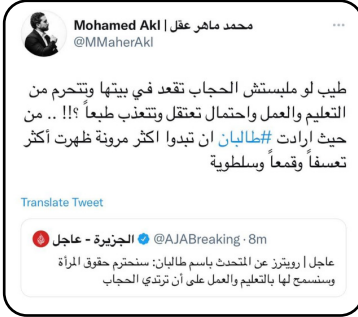 محمد ماهر عقل | Mohamed Akl
@MMaherAkl
طيب لو ملبستش الحجاب تقعد في بيتها وتتحرم من
التعليم والعمل واحتمال تعتقل وتتعذب طبعاً ؟!! .. من
حيث ارادت #طالبان ان تبدوا اكثر مرونة ظهرت أكثر
تعسفاً وقمعاً وسلطوية
Translate Tweet
الجزيرة - عاجل @AJABreaking · 8m
عاجل | رويترز عن المتحدث باسم طالبان: سنحترم حقوق المرأة
وسنسمح لها بالتعليم والعمل على أن ترتدي الحجاب